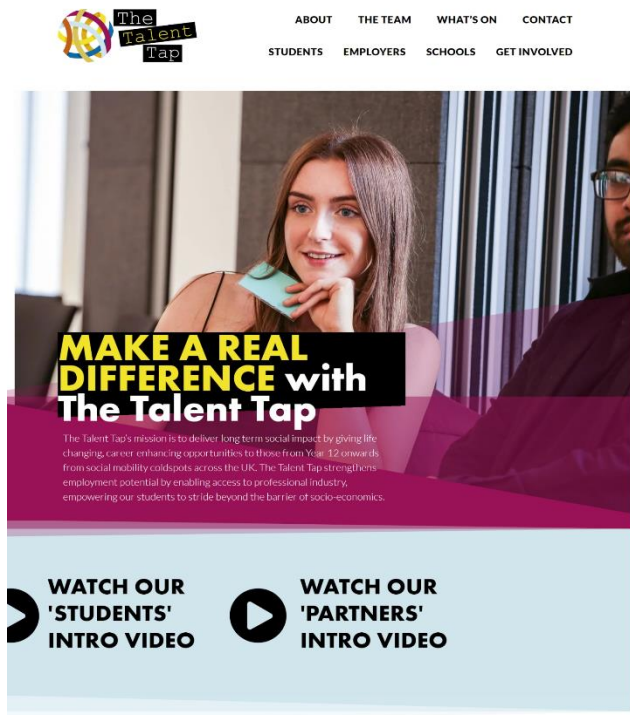 The
Talent
Tap
ABOUT THE TEAM WHAT'S ON CONTACT
STUDENTS EMPLOYERS SCHOOLS GET INVOLVED
MAKE A REAL
DIFFERENCE with
The Talent Tap
The Talent Tap's mission is to deliver long term social impact by giving life
changing, career enhancing opportunities to those from Year 12 onwards
from social mobility coldspots across the UK. The Talent Tap strengthens
employment potential by enabling access to professional industry,
empowering our students to stride beyond the barrier of socio-economics.
WATCH OUR
'STUDENTS'
INTRO VIDEO
WATCH OUR
'PARTNERS'
INTRO VIDEO